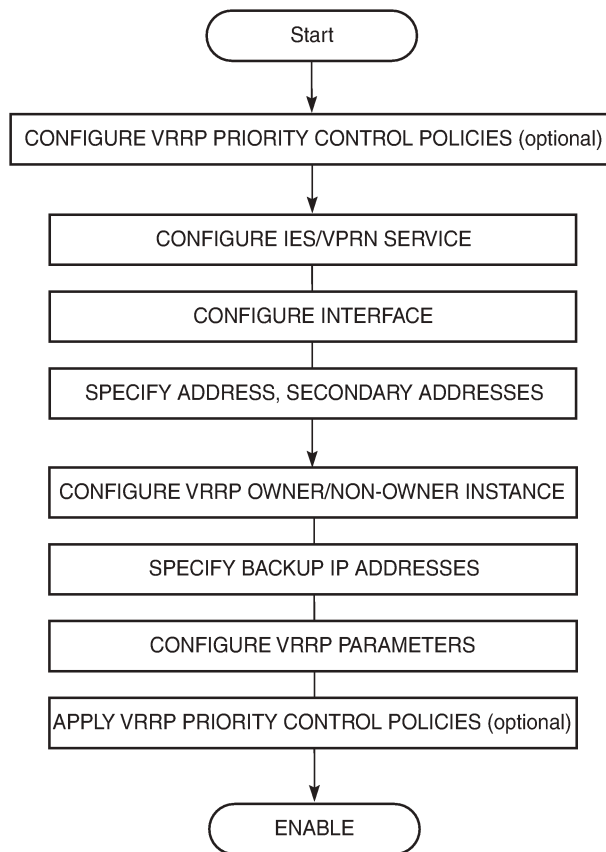 Start
CONFIGURE VRRP PRIORITY CONTROL POLICIES (optional)
CONFIGURE IES/VPRN SERVICE
CONFIGURE INTERFACE
SPECIFY ADDRESS, SECONDARY ADDRESSES
CONFIGURE VRRP OWNER/NON-OWNER INSTANCE
SPECIFY BACKUP IP ADDRESSES
CONFIGURE VRRP PARAMETERS
APPLY VRRP PRIORITY CONTROL POLICIES (optional)
ENABLE